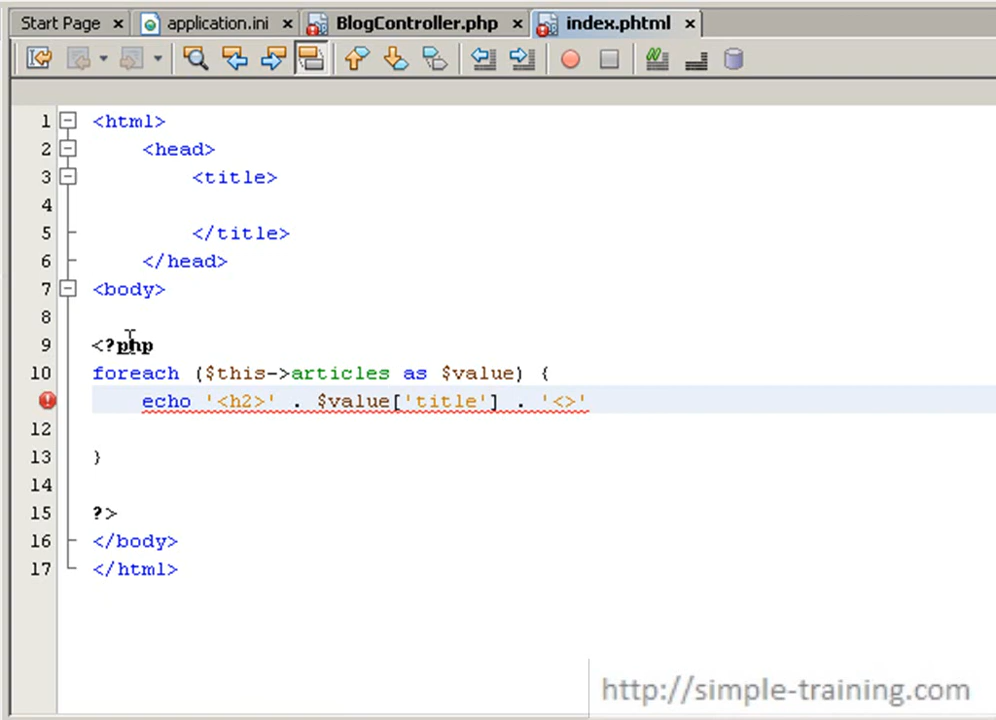 Start Page application.ini BlogController.php index.phtml
1 <html>
2 <head>
3 <title>
4
5 </title>
6 </head>
7 <body>
8
9 <?php
10 foreach ($this->articles as $value) {
echo '<h2>' . $value['title'] . '<>'
12
13 }
14
15 ?>
16 </body>
17 </html>
http://simple-training.com